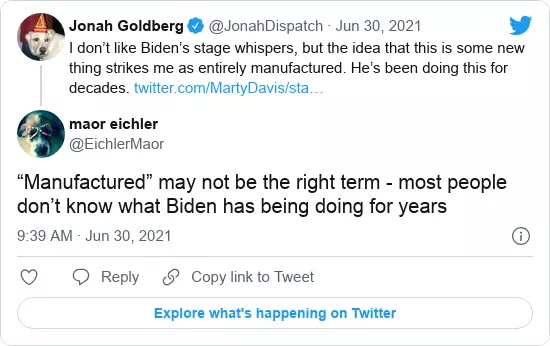 Jonah Goldberg @JonahDispatch · Jun 30, 2021
I don’t like Biden’s stage whispers, but the idea that this is some new
thing strikes me as entirely manufactured. He’s been doing this for
decades. twitter.com/MartyDavis/sta…
maor eichler
@EichlerMaor
“Manufactured” may not be the right term - most people
don’t know what Biden has being doing for years
9:39 AM · Jun 30, 2021
Reply
Copy link to Tweet
Explore what's happening on Twitter